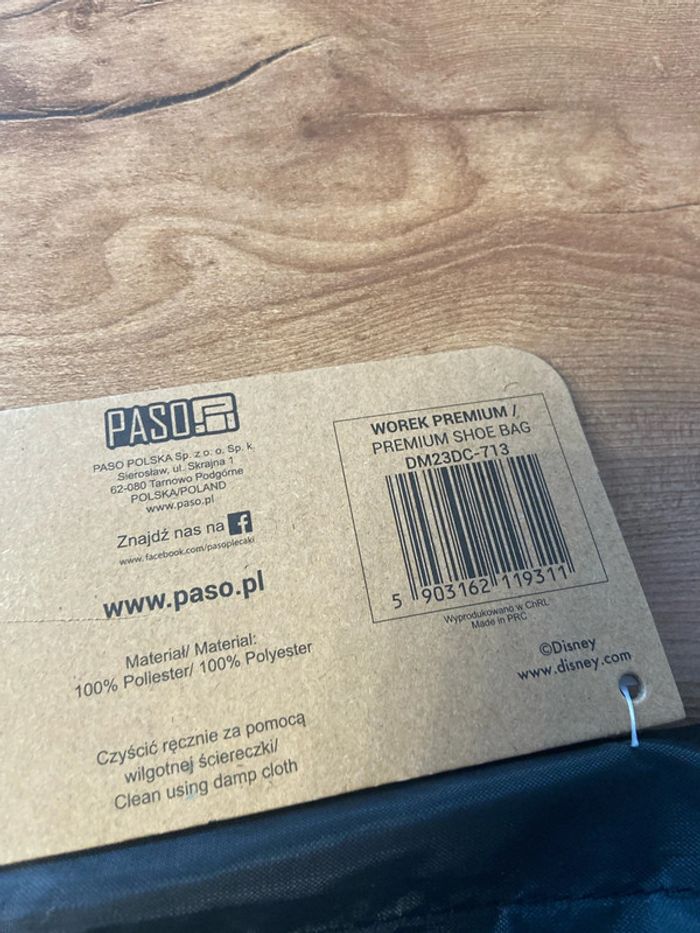 PASO
PASO POLSKA Sp. z o. o. Sp. k.
Sierosław, ul. Skrajna 1
62-080 Tarnowo Podgórne
POLSKA/POLAND
www.paso.pl
Znajdź nas na f
www.facebook.com/pasoplecaki
www.paso.pl
Materiał/ Material:
100% Poliester/ 100% Polyester
Czyścić ręcznie za pomocą
wilgotnej ściereczki/
Clean using damp cloth
WOREK PREMIUM /
PREMIUM SHOE BAG
DM23DC-713
5 903162 119311
Wyprodukowano w ChRL
Made in PRC
©Disney
www.disney.com